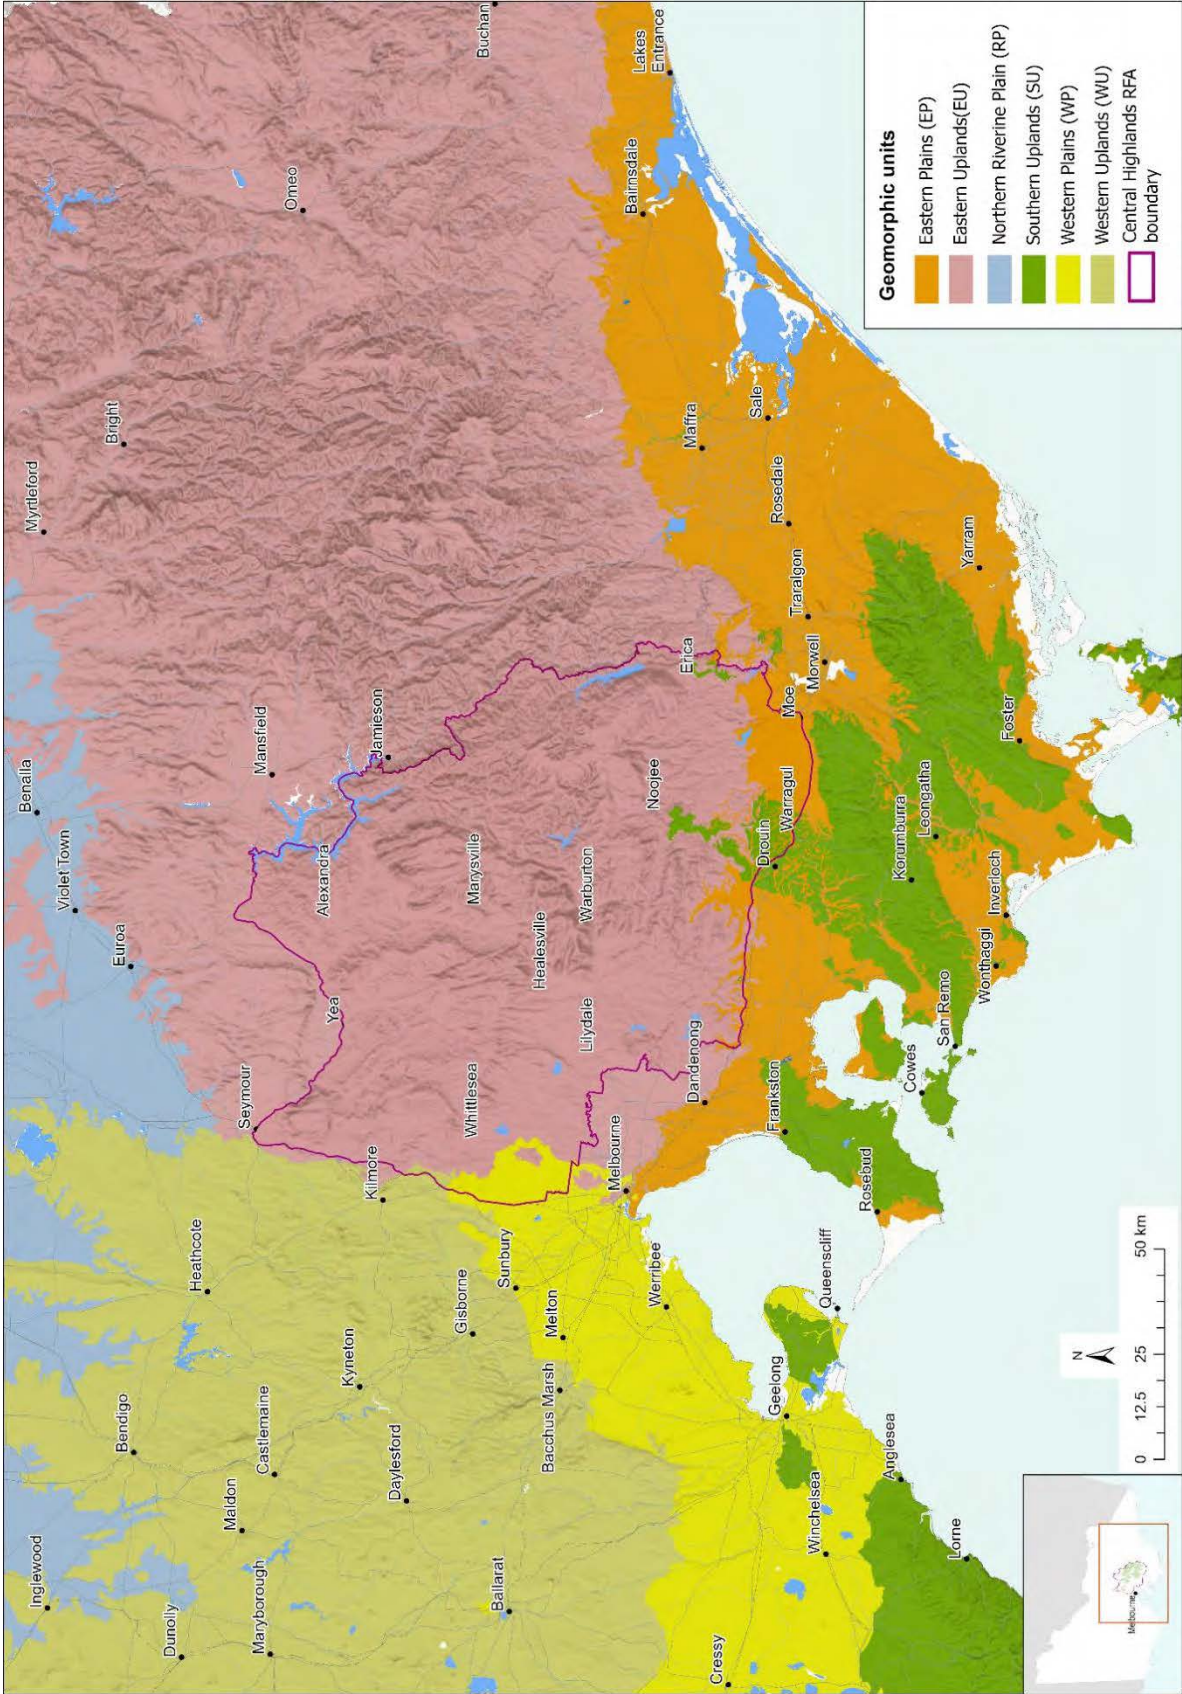 Inglewood
Bendigo
Dunolly
Heathcote
Maldon
Castlemaine
Maryborough
Kyneton
Kilmore
Daylesford
Gisborne
Ballarat
Sunbury
Bacchus Marsh
Melton
Melbourne
Werribee
Cressy
Geelong
Winchelsea
Queenscliff
Anglesea
Lorne
Myrtleford
Benalla
Violet Town
Bright
Euroa
Seymour
Mansfield
Omeo
Yea
Alexandra
Jamieson
Buchan
Whittlesea
Marysville
Healesville
Lilydale
Warburton
Noojee
Erica
Dandenong
Bairnsdale
Lakes
Entrance
Maffra
Sale
Rosedale
Traralgon
Morwell
Moe
Warragul
Drouin
Frankston
Rosebud
Cowes
San Remo
Korumburra
Leongatha
Wonthaggi
Inverloch
Foster
Yarram
Geomorphic units
Eastern Plains (EP)
Eastern Uplands(EU)
Northern Riverine Plain (RP)
Southern Uplands (SU)
Western Plains (WP)
Western Uplands (WU)
Central Highlands RFA
boundary
N
0 12.5 25 50 km
Melbourne